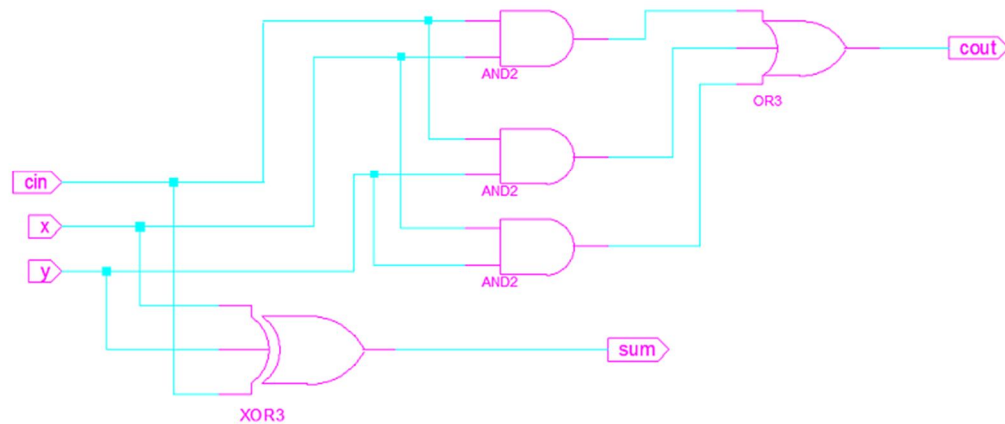 AND2
cout
OR3
AND2
cin
x
y
AND2
sum
XOR3